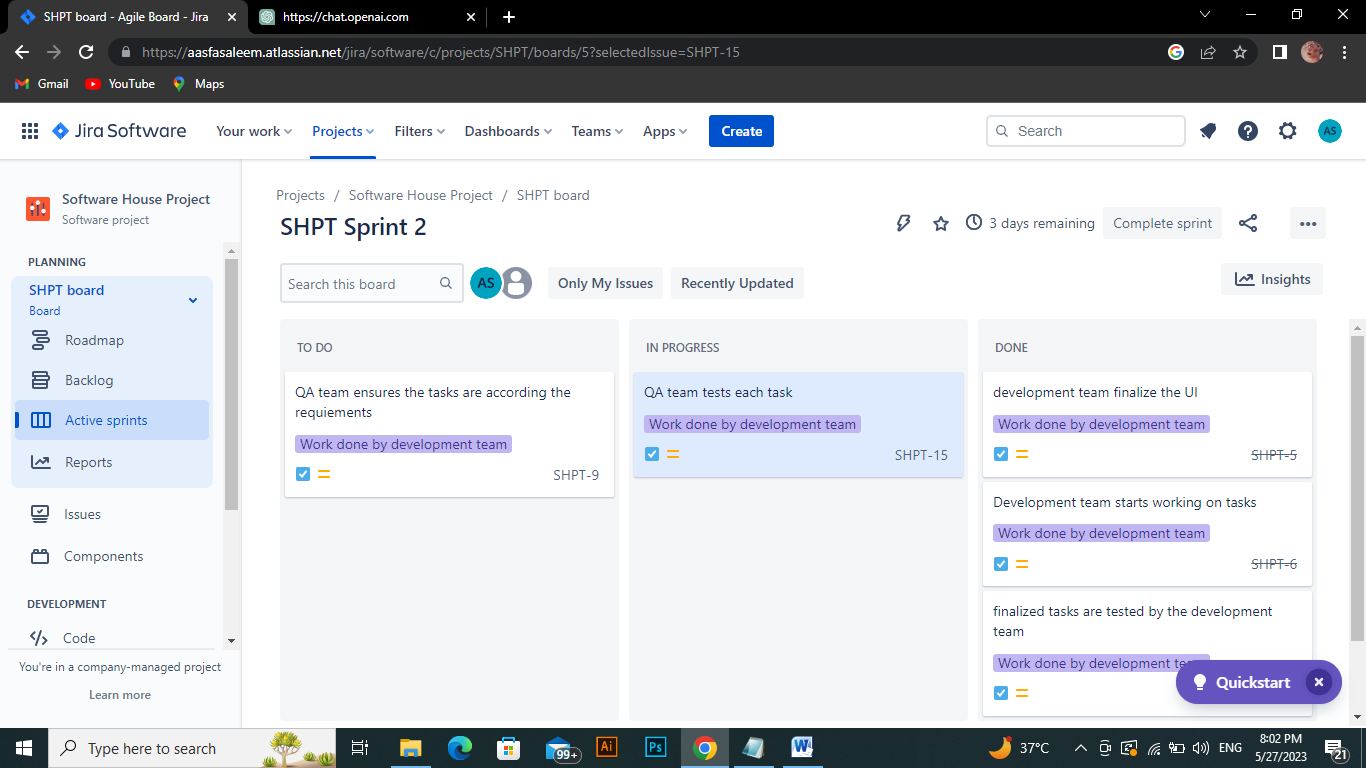 SHPT board - Agile Board - Jira
https://chat.openai.com
https://aasfasaleem.atlassian.net/jira/software/c/projects/SHPT/boards/5?selectedIssue=SHPT-15
Gmail
YouTube
Maps
Jira Software
Your work
Projects
Filters
Dashboards
Teams
Apps
Create
Search
AS
Software House Project
Software project
PLANNING
SHPT board
Board
Roadmap
Backlog
Active sprints
Reports
Issues
Components
DEVELOPMENT
Code
You're in a company-managed project
Learn more
Projects / Software House Project / SHPT board
SHPT Sprint 2
3 days remaining
Complete sprint
Search this board
AS
Only My Issues
Recently Updated
Insights
TO DO
QA team ensures the tasks are according the
requiements
Work done by development team
SHPT-9
IN PROGRESS
QA team tests each task
Work done by development team
SHPT-15
DONE
development team finalize the UI
Work done by development team
SHPT-5
Development team starts working on tasks
Work done by development team
SHPT-6
finalized tasks are tested by the development
team
Work done by development te
Quickstart
Type here to search
99+
Ai
Ps
37°C
ENG
8:02 PM
5/27/2023
21